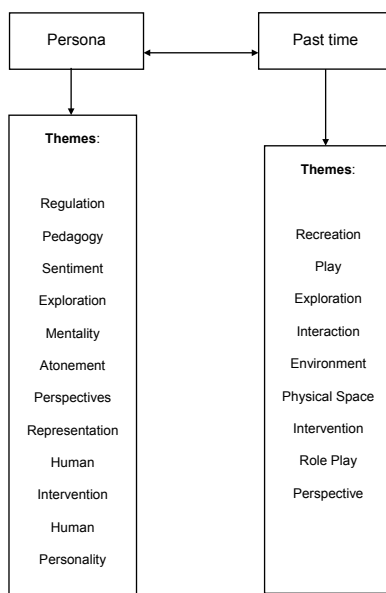 Persona
Past time
Themes:
Regulation
Pedagogy
Sentiment
Exploration
Mentality
Atonement
Perspectives
Representation
Human
Intervention
Human
Personality
Themes:
Recreation
Play
Exploration
Interaction
Environment
Physical Space
Intervention
Role Play
Perspective